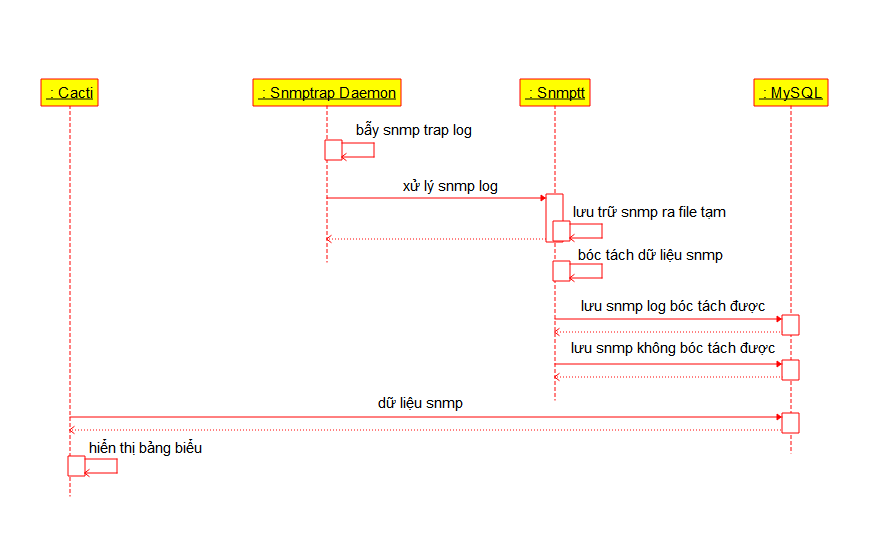 : Cacti
: Snmptrap Daemon
: Snmptt
: MySQL
bẫy snmp trap log
xử lý snmp log
lưu trữ snmp ra file tạm
bóc tách dữ liệu snmp
lưu snmp log bóc tách được
lưu snmp không bóc tách được
dữ liệu snmp
hiển thị bảng biểu